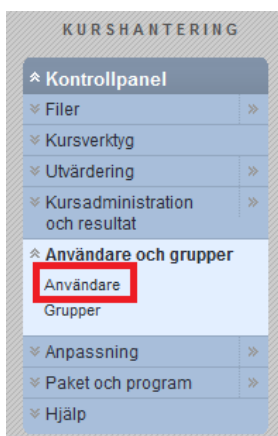 KURSHANTERING
Kontrollpanel
Filer
Kursverktyg
Utvärdering
Kursadministration
och resultat
Användare och grupper
Användare
Grupper
Anpassning
Paket och program
Hjälp